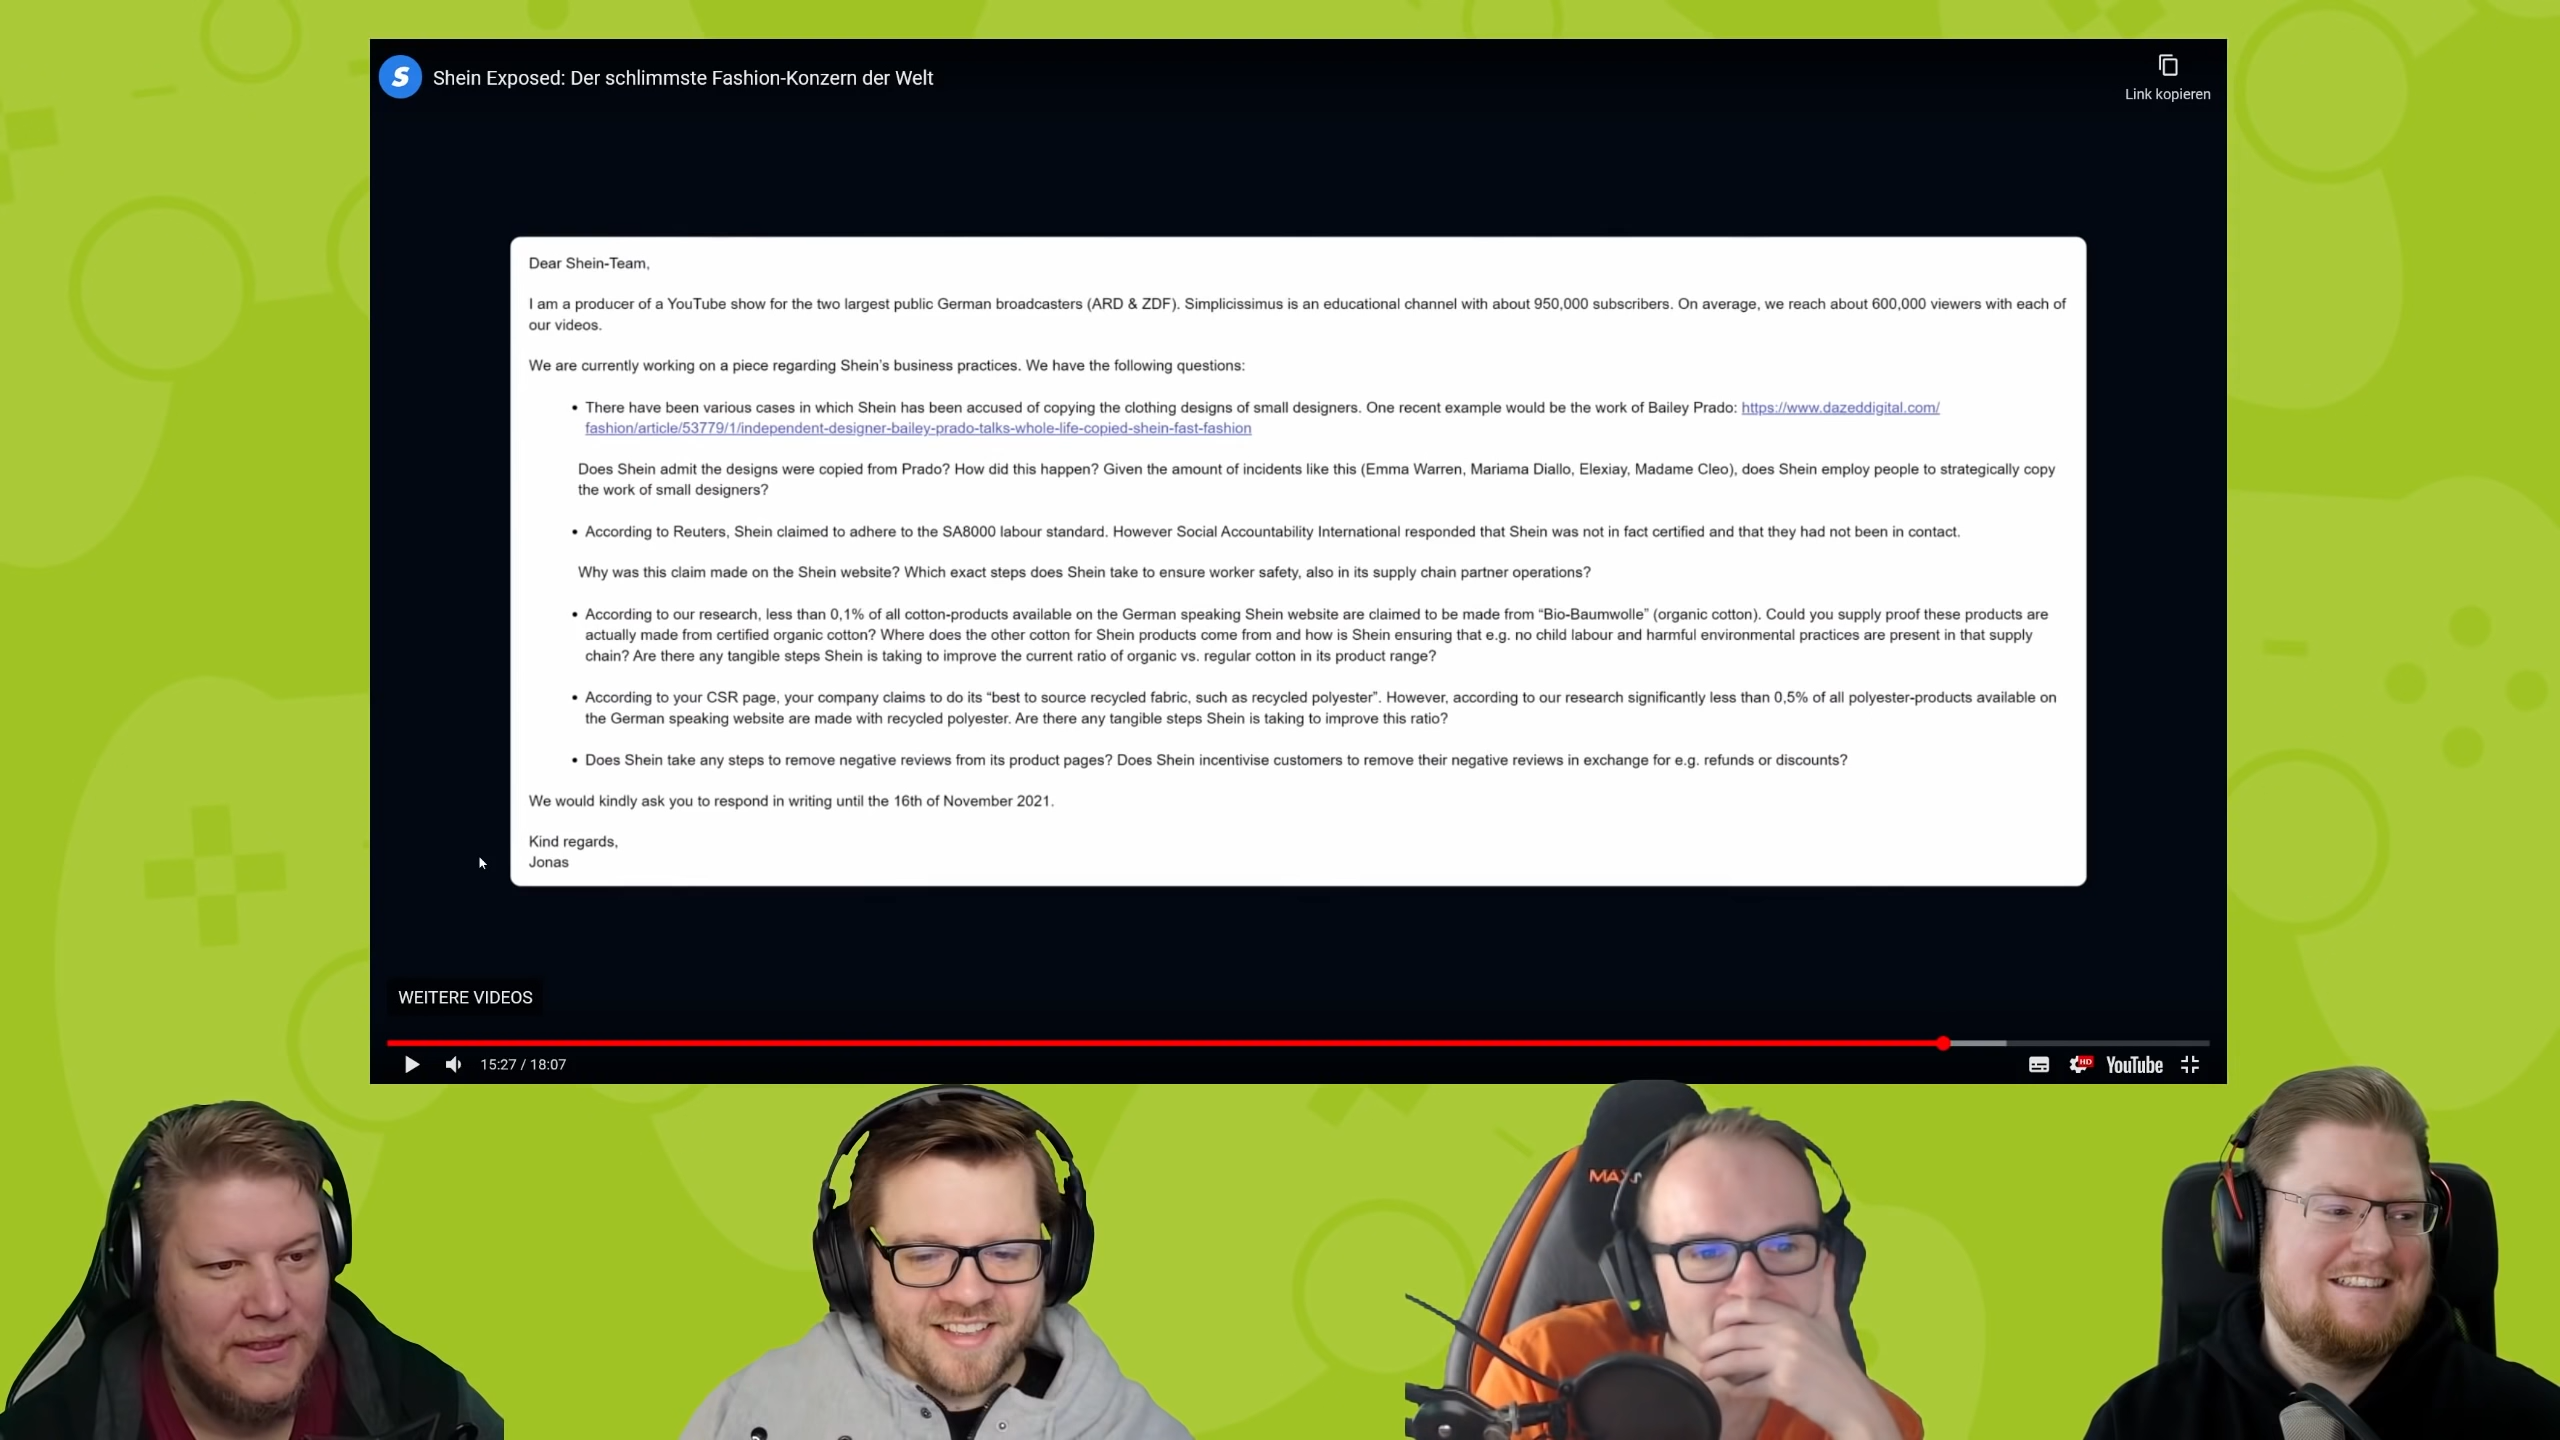 S
Shein Exposed: Der schlimmste Fashion-Konzern der Welt
Link kopieren
Dear Shein-Team,
I am a producer of a YouTube show for the two largest public German broadcasters (ARD & ZDF). Simplicissimus is an educational channel with about 950,000 subscribers. On average, we reach about 600,000 viewers with each of
our videos.
We are currently working on a piece regarding Shein's business practices. We have the following questions:
• There have been various cases in which Shein has been accused of copying the clothing designs of small designers. One recent example would be the work of Bailey Prado: https://www.dazeddigital.com/
fashion/article/53779/1/independent-designer-bailey-prado-talks-whole-life-copied-shein-fast-fashion
Does Shein admit the designs were copied from Prado? How did this happen? Given the amount of incidents like this (Emma Warren, Mariama Diallo, Elexiay, Madame Cleo), does Shein employ people to strategically copy
the work of small designers?
• According to Reuters, Shein claimed to adhere to the SA8000 labour standard. However Social Accountability International responded that Shein was not in fact certified and that they had not been in contact.
Why was this claim made on the Shein website? Which exact steps does Shein take to ensure worker safety, also in its supply chain partner operations?
• According to our research, less than 0,1% of all cotton-products available on the German speaking Shein website are claimed to be made from “Bio-Baumwolle” (organic cotton). Could you supply proof these products are
actually made from certified organic cotton? Where does the other cotton for Shein products come from and how is Shein ensuring that e.g. no child labour and harmful environmental practices are present in that supply
chain? Are there any tangible steps Shein is taking to improve the current ratio of organic vs. regular cotton in its product range?
• According to your CSR page, your company claims to do its “best to source recycled fabric, such as recycled polyester”. However, according to our research significantly less than 0,5% of all polyester-products available on
the German speaking website are made with recycled polyester. Are there any tangible steps Shein is taking to improve this ratio?
• Does Shein take any steps to remove negative reviews from its product pages? Does Shein incentivise customers to remove their negative reviews in exchange for e.g. refunds or discounts?
We would kindly ask you to respond in writing until the 16th of November 2021.
Kind regards,
Jonas
WEITERE VIDEOS
15:27 / 18:07
HD
YouTube